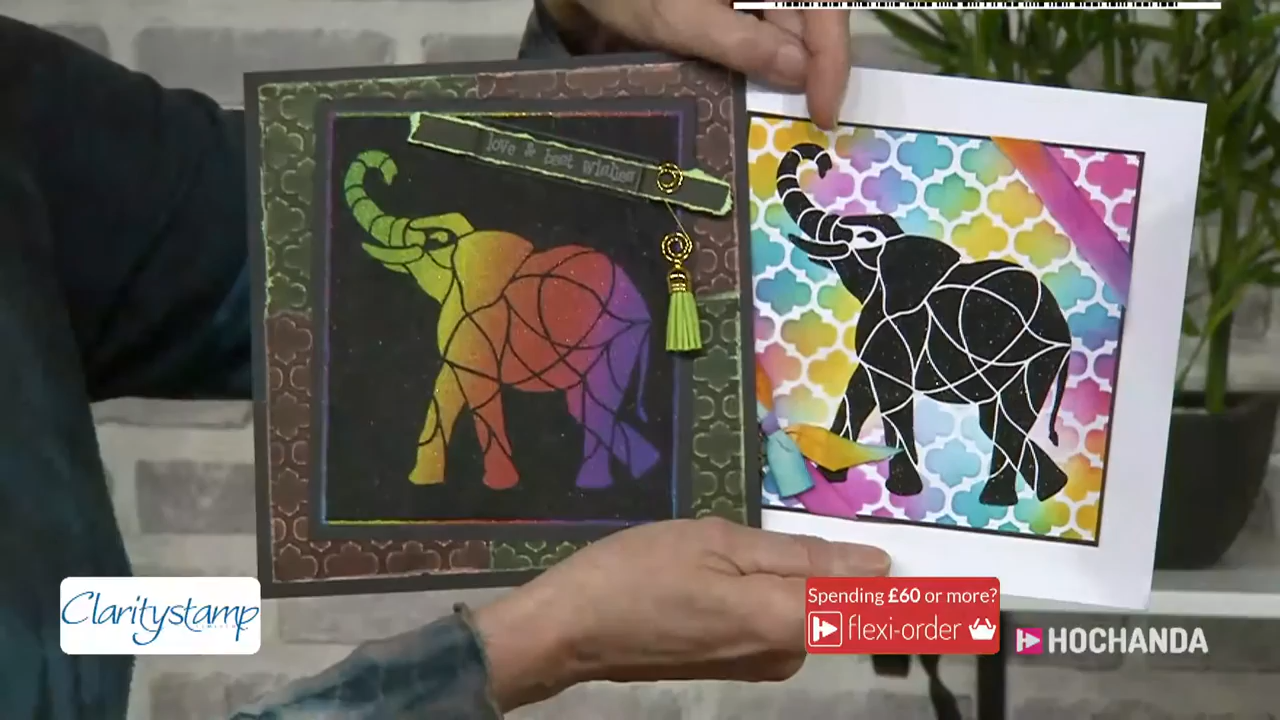 love & best wishes
Claritystamp
Spending £60 or more?
flexi-order
HOCHANDA